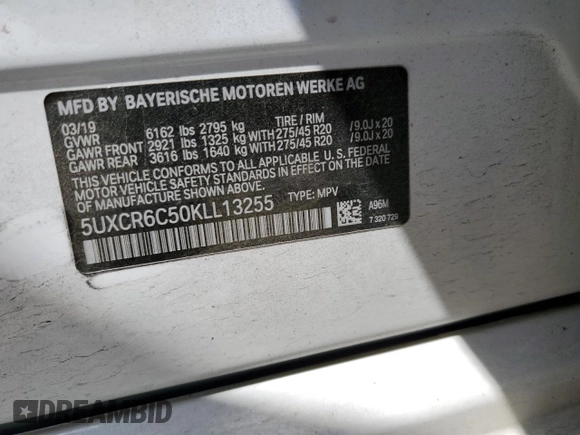 MFD BY BAYERISCHE MOTOREN WERKE AG
03/19 TIRE / RIM
GVWR 6162 lbs 2795 kg
GAWR FRONT 2921 lbs 1325 kg WITH 275/45 R20 /9.0J x 20
GAWR REAR 3616 lbs 1640 kg WITH 275/45 R20 /9.0J x 20
THIS VEHICLE CONFORMS TO ALL APPLICABLE U.S. FEDERAL
MOTOR VEHICLE SAFETY STANDARDS IN EFFECT ON THE DATE OF
MANUFACTURE SHOWN ABOVE.
5UXCR6C50KLL13255 TYPE: MPV
A96M
7 320 729
DREAMBID